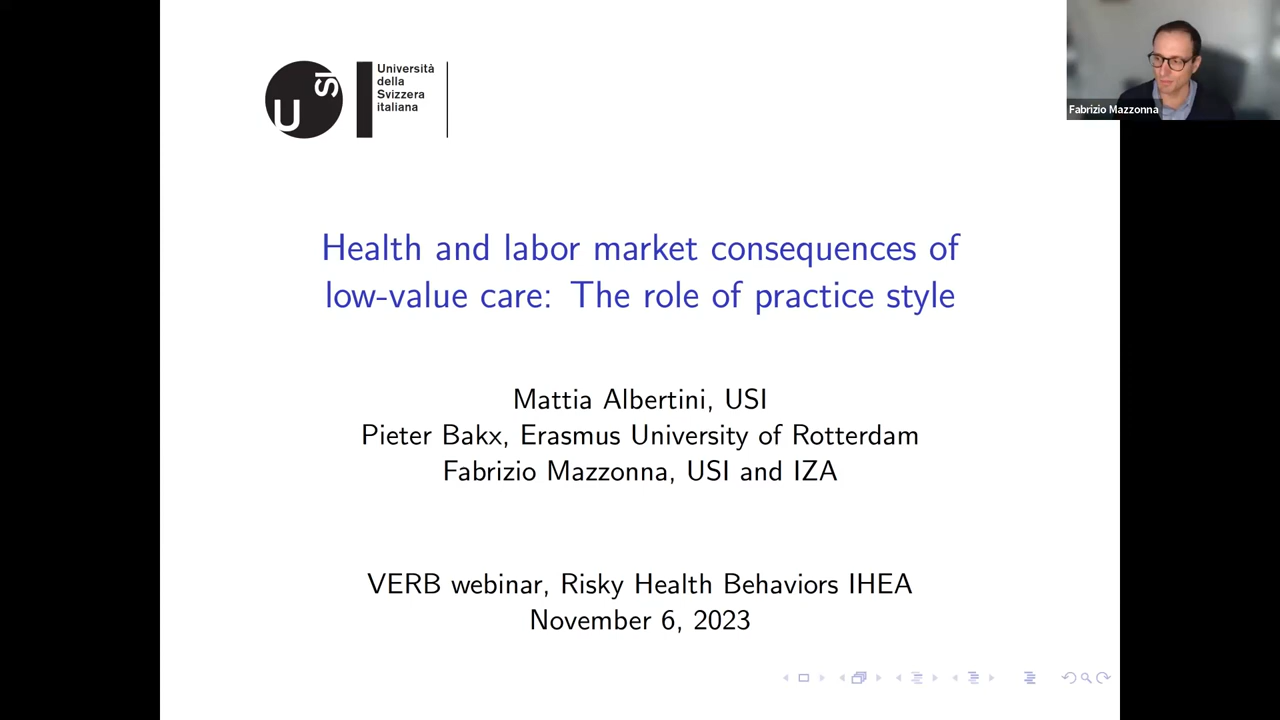 USI
Università
della
Svizzera
italiana
Fabrizio Mazzonna
Health and labor market consequences of
low-value care: The role of practice style
Mattia Albertini, USI
Pieter Bakx, Erasmus University of Rotterdam
Fabrizio Mazzonna, USI and IZA
VERB webinar, Risky Health Behaviors IHEA
November 6, 2023